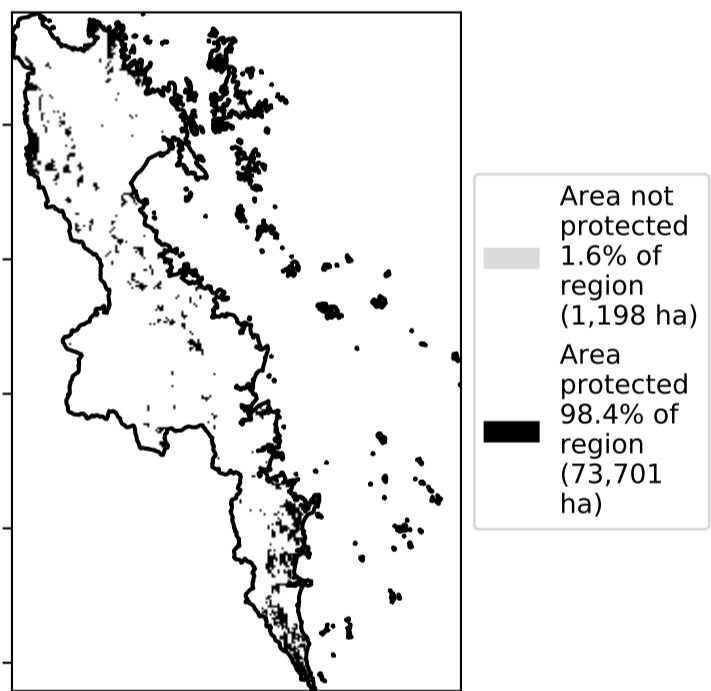 Area not
protected
1.6% of
region
(1,198 ha)
Area
protected
98.4% of
region
(73,701
ha)